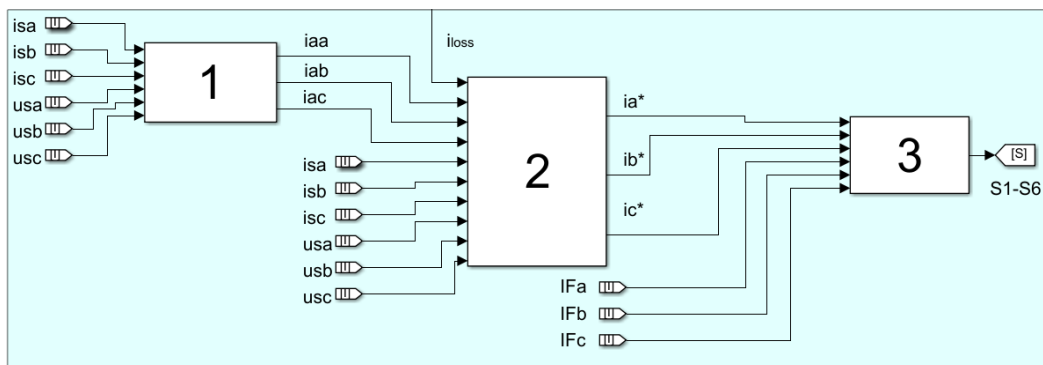 isa
isb
isc
usa
usb
usc
1
iaa
iab
iac
iloss
isa
isb
isc
usa
usb
usc
2
ia*
ib*
ic*
IFa
IFb
IFc
3
[S]
S1-S6